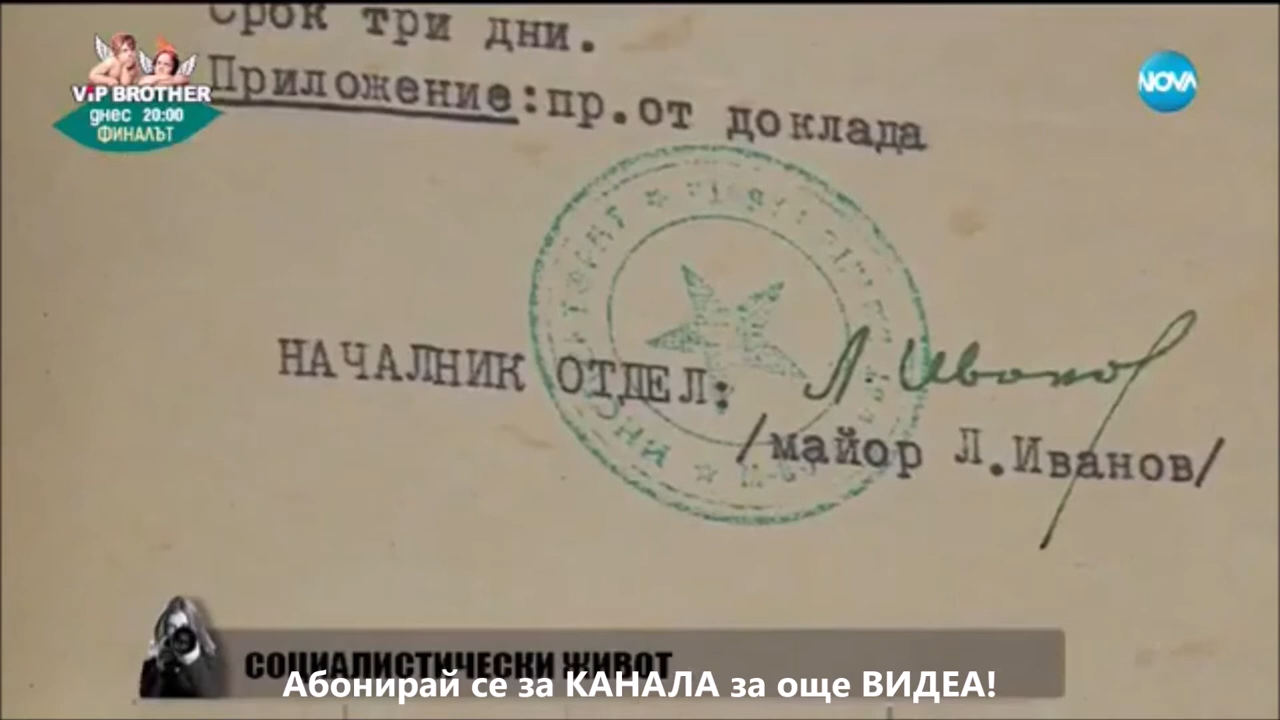 Срок три дни.
Приложение:пр.от доклада
VIP BROTHER
днес 20:00
ФИНАЛЪТ
NOVA
НАЧАЛНИК ОТДЕЛ: Л. Иванов
/майор Л.Иванов/
СОЦИАЛИСТИЧЕСКИ ЖИВОТ
Абонирай се за КАНАЛА за още ВИДЕА!